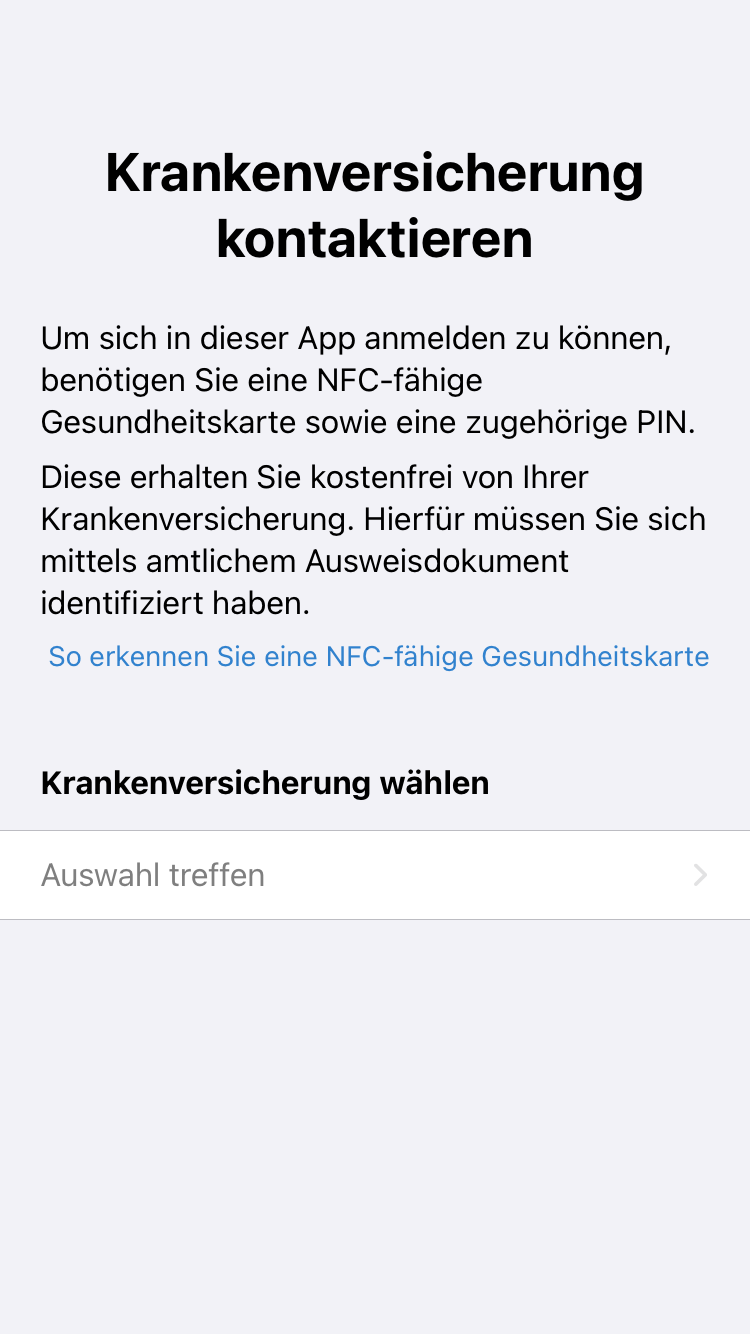 Krankenversicherung
kontaktieren
Um sich in dieser App anmelden zu können,
benötigen Sie eine NFC-fähige
Gesundheitskarte sowie eine zugehörige PIN.
Diese erhalten Sie kostenfrei von Ihrer
Krankenversicherung. Hierfür müssen Sie sich
mittels amtlichem Ausweisdokument
identifiziert haben.
So erkennen Sie eine NFC-fähige Gesundheitskarte
Krankenversicherung wählen
Auswahl treffen